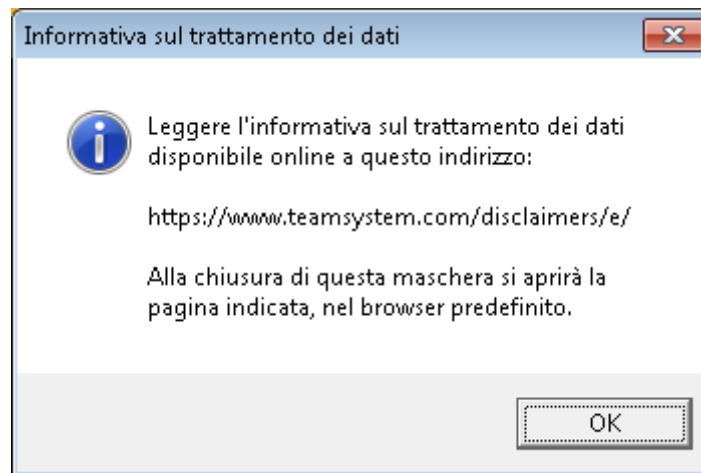 Informativa sul trattamento dei dati
Leggere l'informativa sul trattamento dei dati
disponibile online a questo indirizzo:
https://www.teamsystem.com/disclaimers/e/
Alla chiusura di questa maschera si aprirà la
pagina indicata, nel browser predefinito.
OK